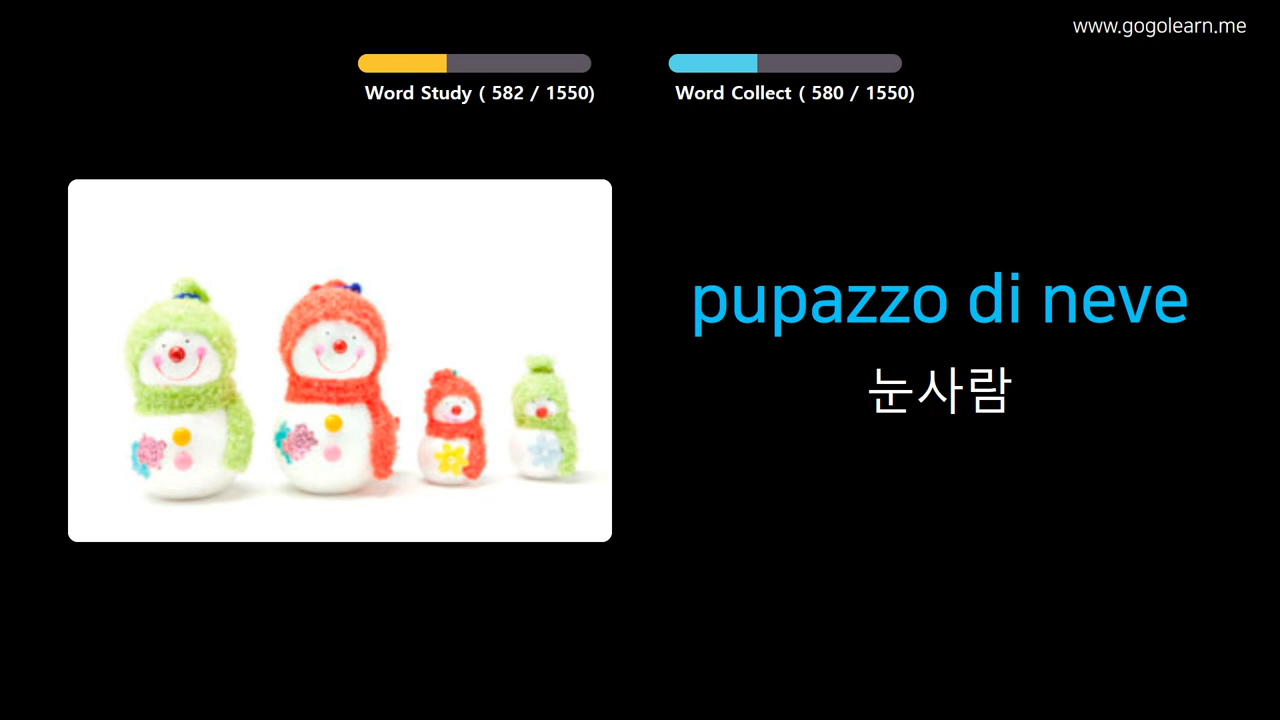 www.gogolearn.me
Word Study ( 582 / 1550)
Word Collect ( 580 / 1550)
pupazzo di neve
눈사람